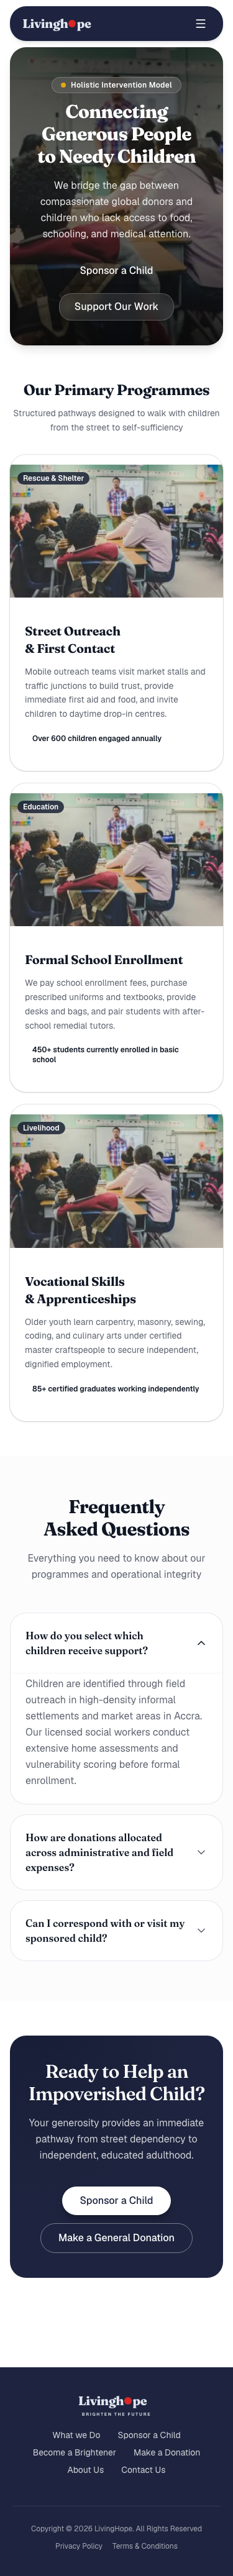 Livinghope
Holistic Intervention Model
Connecting
Generous People
to Needy Children
We bridge the gap between
compassionate global donors and
children who lack access to food,
schooling, and medical attention.
Sponsor a Child
Support Our Work
Our Primary Programmes
Structured pathways designed to walk with children
from the street to self-sufficiency
Rescue & Shelter
Street Outreach
& First Contact
Mobile outreach teams visit market stalls and
traffic junctions to build trust, provide
immediate first aid and food, and invite
children to daytime drop-in centres.
Over 600 children engaged annually
Education
Formal School Enrollment
We pay school enrollment fees, purchase
prescribed uniforms and textbooks, provide
desks and bags, and pair students with after-
school remedial tutors.
450+ students currently enrolled in basic
school
Livelihood
Vocational Skills
& Apprenticeships
Older youth learn carpentry, masonry, sewing,
coding, and culinary arts under certified
master craftspeople to secure independent,
dignified employment.
85+ certified graduates working independently
Frequently
Asked Questions
Everything you need to know about our
programmes and operational integrity
How do you select which
children receive support?
Children are identified through field
outreach in high-density informal
settlements and market areas in Accra.
Our licensed social workers conduct
extensive home assessments and
vulnerability scoring before formal
enrollment.
How are donations allocated
across administrative and field
expenses?
Can I correspond with or visit my
sponsored child?
Ready to Help an
Impoverished Child?
Your generosity provides an immediate
pathway from street dependency to
independent, educated adulthood.
Sponsor a Child
Make a General Donation
Livinghope
BRIGHTEN THE FUTURE
What we Do Sponsor a Child
Become a Brightener Make a Donation
About Us Contact Us
Copyright © 2026 LivingHope. All Rights Reserved
Privacy Policy Terms & Conditions